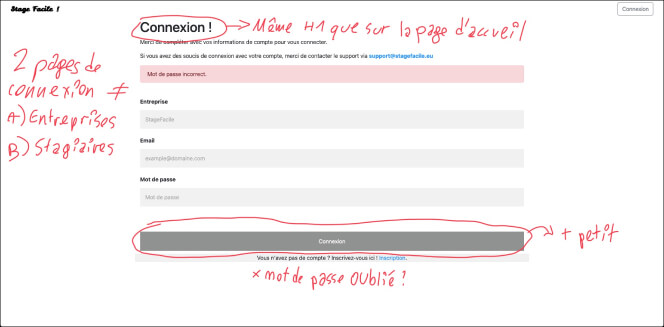 Stage Facile !
Connexion
Connexion ! → Même H1 que sur la page d'accueil
Merci de compléter avec vos informations de compte pour vous connecter.
Si vous avez des soucis de connexion avec votre compte, merci de contacter le support via support@stagefacile.eu
Mot de passe incorrect.
2 pages de
connexion ≠
A) Entreprises
B) Stagiaires
Entreprise
StageFacile
Email
example@domaine.com
Mot de passe
Mot de passe
Connexion
→ + petit
Vous n'avez pas de compte ? Inscrivez-vous ici ! Inscription.
x mot de passe oublié ?